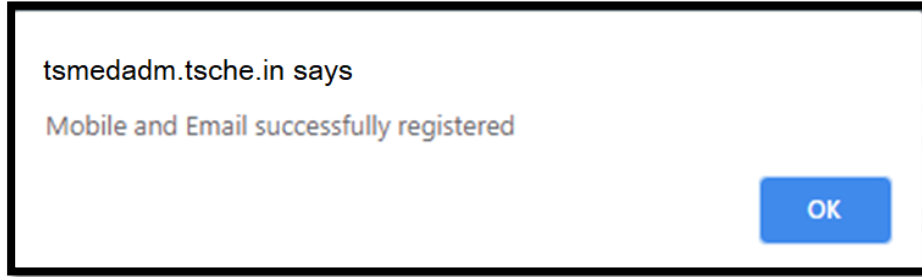 tsmedadm.tsche.in says
Mobile and Email successfully registered
OK